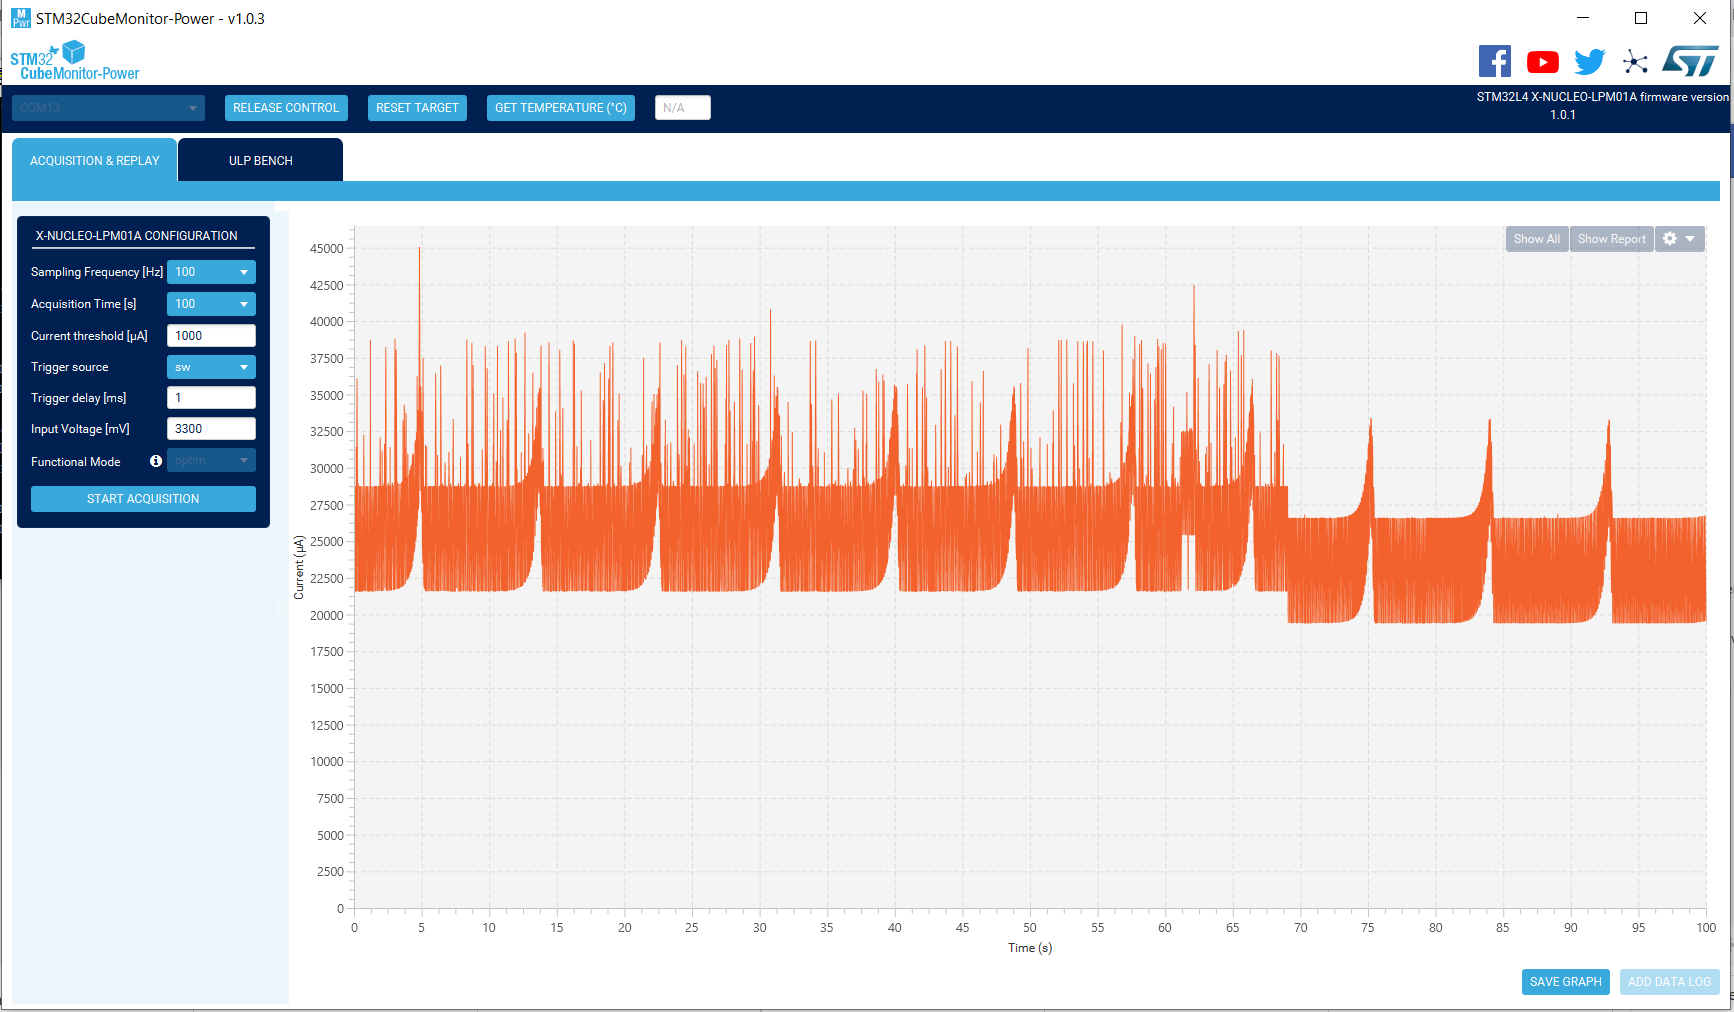 M
Pwr
STM32CubeMonitor-Power - v1.0.3
STM32
CubeMonitor-Power
ST
COM13
RELEASE CONTROL
RESET TARGET
GET TEMPERATURE (°C)
N/A
STM32L4 X-NUCLEO-LPM01A firmware version
1.0.1
ACQUISITION & REPLAY
ULP BENCH
X-NUCLEO-LPM01A CONFIGURATION
Sampling Frequency [Hz] 100
Acquisition Time [s] 100
Current threshold [µA] 1000
Trigger source sw
Trigger delay [ms] 1
Input Voltage [mV] 3300
Functional Mode optim
START ACQUISITION
Show All
Show Report
45000
42500
40000
37500
35000
32500
30000
27500
25000
22500
20000
17500
15000
12500
10000
7500
5000
2500
0
Current (µA)
0 5 10 15 20 25 30 35 40 45 50 55 60 65 70 75 80 85 90 95 100
Time (s)
SAVE GRAPH
ADD DATA LOG